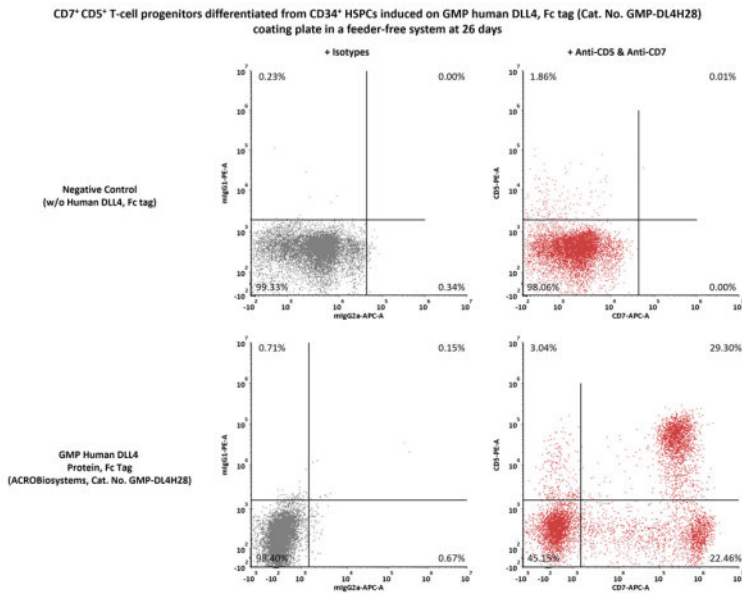 CD7⁺ CD5⁺ T-cell progenitors differentiated from CD34⁺ HSPCs induced on GMP human DLL4, Fc tag (Cat. No. GMP-DL4H28)
coating plate in a feeder-free system at 26 days
+ Isotypes
+ Anti-CD5 & Anti-CD7
Negative Control
(w/o Human DLL4, Fc tag)
0.23%
0.00%
99.33%
0.34%
mIgG1-PE-A
mIgG2a-APC-A
1.86%
0.01%
98.06%
0.00%
CD5-PE-A
CD7-APC-A
GMP Human DLL4
Protein, Fc Tag
(ACROBiosystems, Cat. No. GMP-DL4H28)
0.71%
0.15%
98.40%
0.67%
mIgG1-PE-A
mIgG2a-APC-A
3.04%
29.30%
45.15%
22.46%
CD5-PE-A
CD7-APC-A